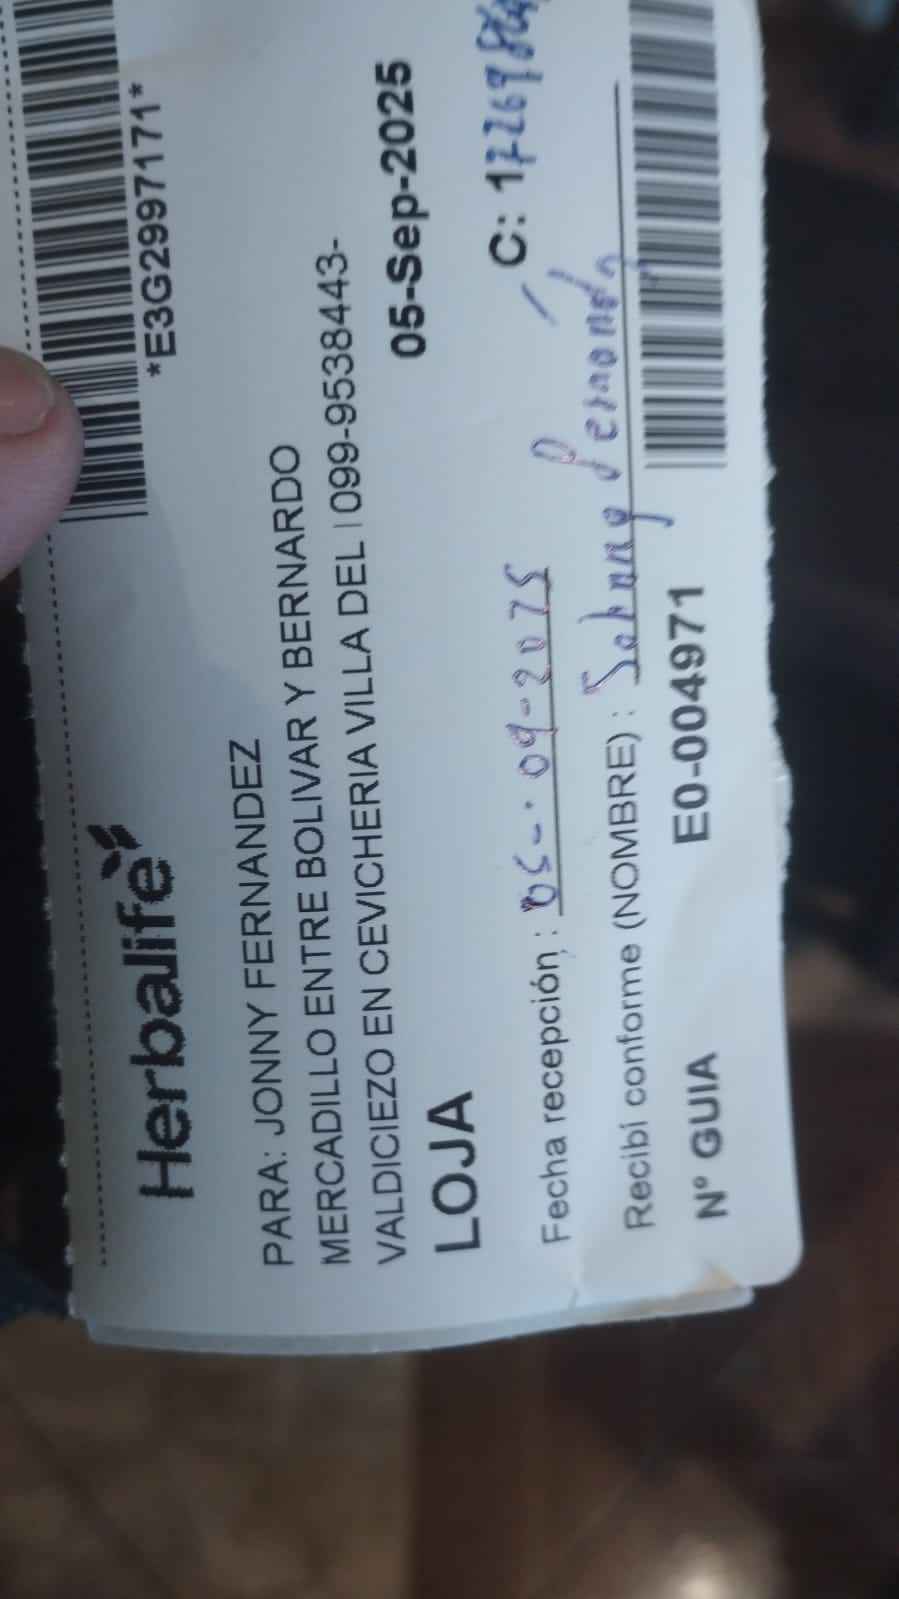 *E3G2997171*
Herbalife
PARA: JONNY FERNANDEZ
MERCADILLO ENTRE BOLIVAR Y BERNARDO
VALDICIEZO EN CEVICHERIA VILLA DEL | 099-9538443-
LOJA 05-Sep-2025
Fecha recepción : 05-09-2025 C: 1
Recibí conforme (NOMBRE) :
N° GUIA E0-004971